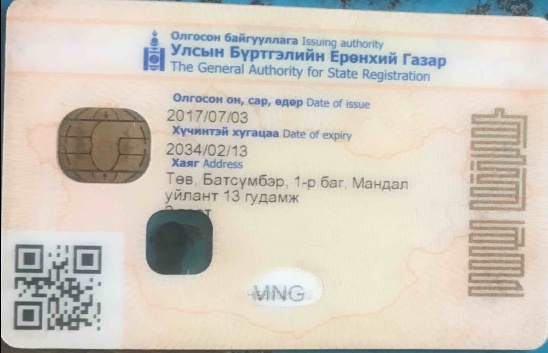 Олгосон байгууллага Issuing authority
Улсын Бүртгэлийн Ерөнхий Газар
The General Authority for State Registration
Олгосон он, сар, өдөр Date of issue
2017/07/03
Хүчинтэй хугацаа Date of expiry
2034/02/13
Хаяг Address
Төв, Батсүмбэр, 1-р баг, Мандал
уйлант 13 гудамж
MNG